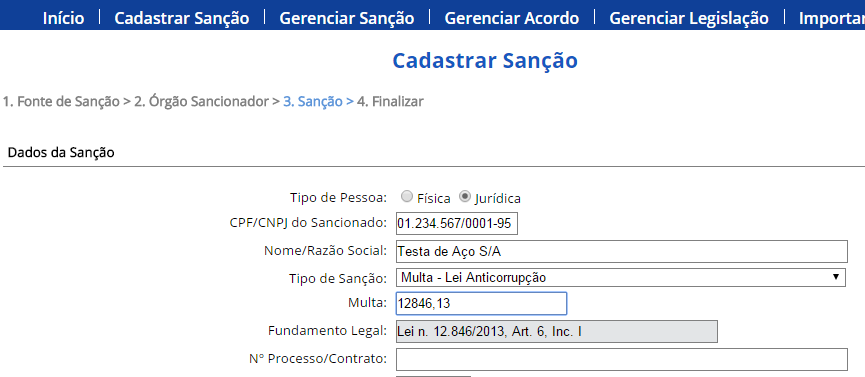 Início Cadastrar Sanção Gerenciar Sanção Gerenciar Acordo Gerenciar Legislação Importar
Cadastrar Sanção
1. Fonte de Sanção > 2. Órgão Sancionador > 3. Sanção > 4. Finalizar
Dados da Sanção
Tipo de Pessoa: Física Jurídica
CPF/CNPJ do Sancionado: 01.234.567/0001-95
Nome/Razão Social: Testa de Aço S/A
Tipo de Sanção: Multa - Lei Anticorrupção
Multa: 12846,13
Fundamento Legal: Lei n. 12.846/2013, Art. 6, Inc. I
Nº Processo/Contrato: